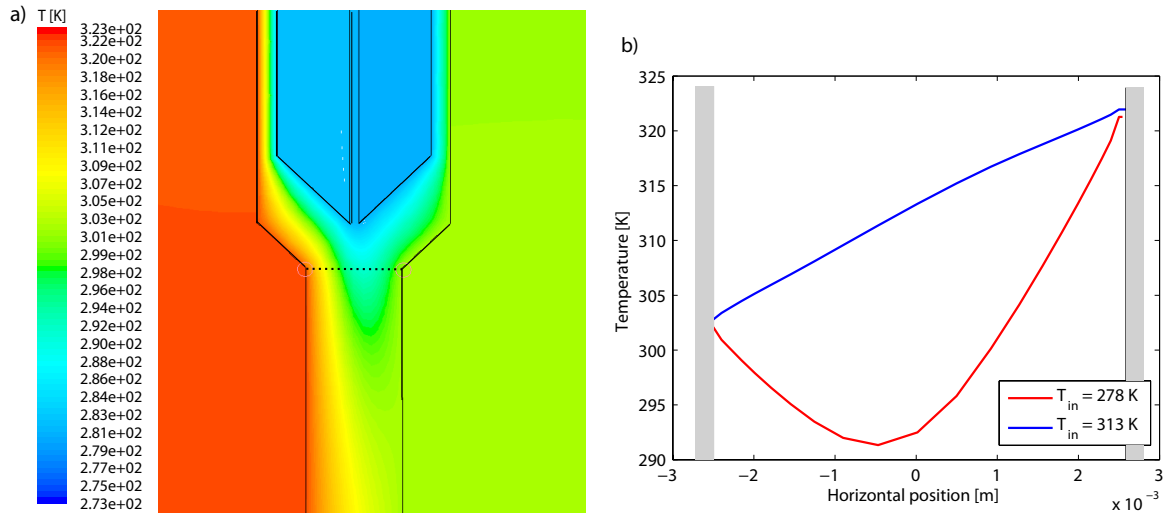 a) T [K]
3.23e+02
3.22e+02
3.20e+02
3.18e+02
3.16e+02
3.14e+02
3.12e+02
3.10e+02
3.09e+02
3.07e+02
3.05e+02
3.03e+02
3.01e+02
3.00e+02
2.98e+02
2.96e+02
2.94e+02
2.92e+02
2.90e+02
2.88e+02
2.86e+02
2.84e+02
2.83e+02
2.81e+02
2.79e+02
2.77e+02
2.75e+02
2.73e+02
b)
Temperature [K]
325
320
315
310
305
300
295
290
T_in = 278 K
T_in = 313 K
−3 −2 −1 0 1 2 3
Horizontal position [m]
x 10^−3